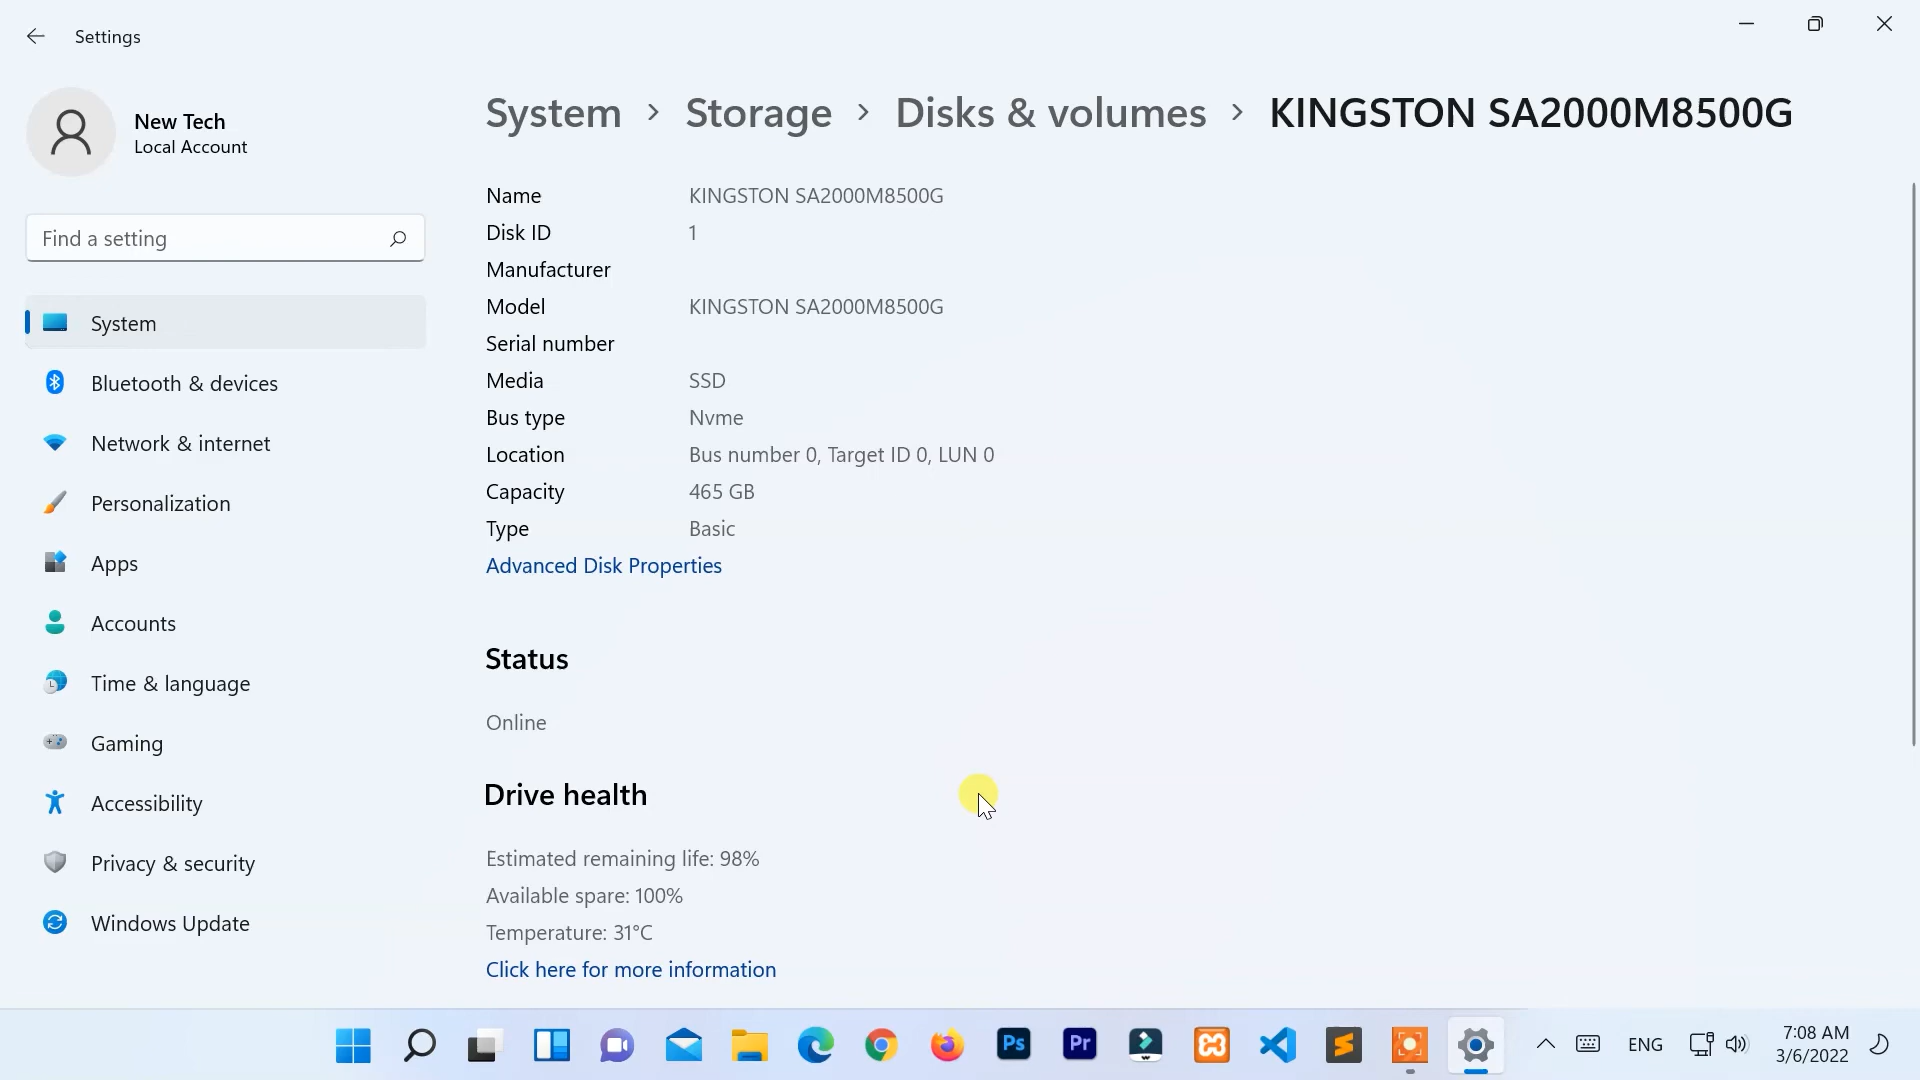 Settings
New Tech
Local Account
Find a setting
System
Bluetooth & devices
Network & internet
Personalization
Apps
Accounts
Time & language
Gaming
Accessibility
Privacy & security
Windows Update
System > Storage > Disks & volumes > KINGSTON SA2000M8500G
Name KINGSTON SA2000M8500G
Disk ID 1
Manufacturer
Model KINGSTON SA2000M8500G
Serial number
Media SSD
Bus type Nvme
Location Bus number 0, Target ID 0, LUN 0
Capacity 465 GB
Type Basic
Advanced Disk Properties
Status
Online
Drive health
Estimated remaining life: 98%
Available spare: 100%
Temperature: 31°C
Click here for more information
Ps
Pr
ENG
7:08 AM
3/6/2022